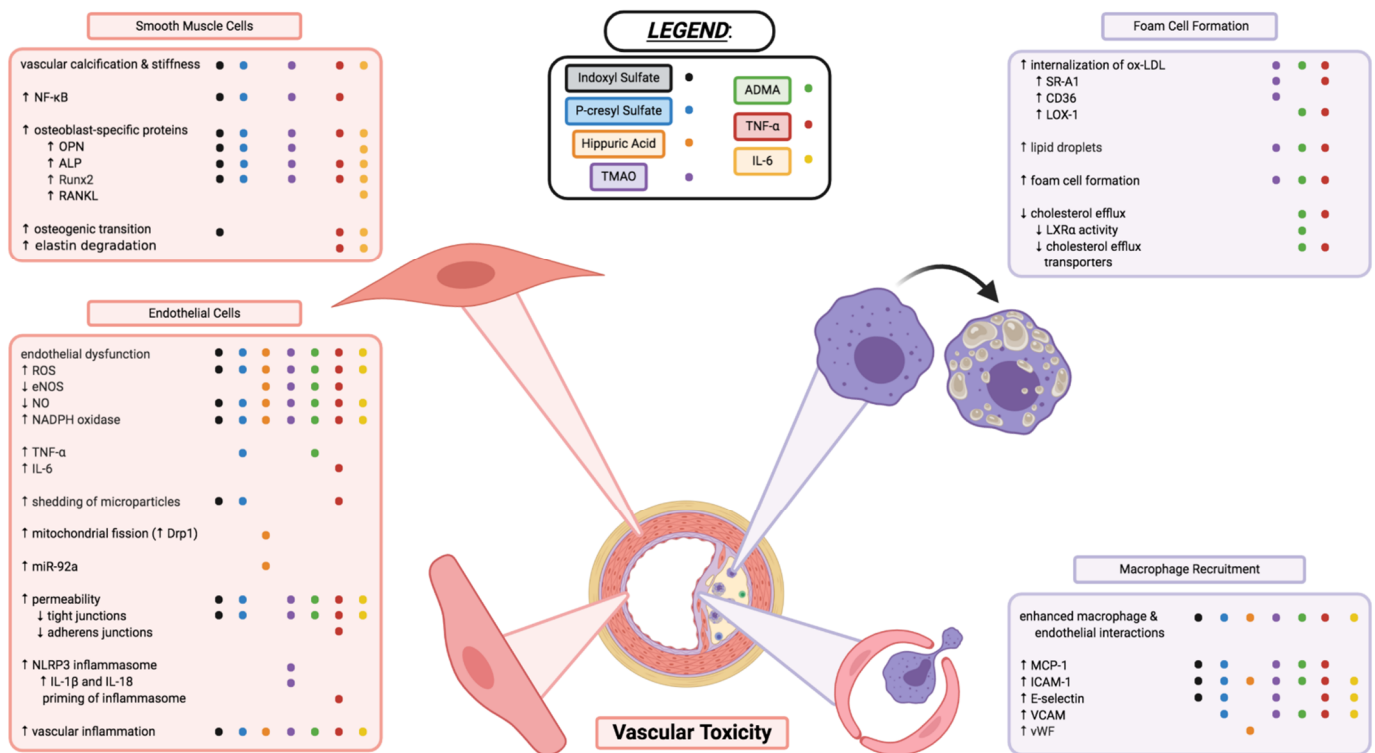 Smooth Muscle Cells
vascular calcification & stiffness
↑ NF-κB
↑ osteoblast-specific proteins
↑ OPN
↑ ALP
↑ Runx2
↑ RANKL
↑ osteogenic transition
↑ elastin degradation
Endothelial Cells
endothelial dysfunction
↑ ROS
↓ eNOS
↓ NO
↑ NADPH oxidase
↑ TNF-α
↑ IL-6
↑ shedding of microparticles
↑ mitochondrial fission (↑ Drp1)
↑ miR-92a
↑ permeability
↓ tight junctions
↓ adherens junctions
↑ NLRP3 inflammasome
↑ IL-1β and IL-18
priming of inflammasome
↑ vascular inflammation
LEGEND:
Indoxyl Sulfate
P-cresyl Sulfate
Hippuric Acid
TMAO
ADMA
TNF-α
IL-6
Vascular Toxicity
Foam Cell Formation
↑ internalization of ox-LDL
↑ SR-A1
↑ CD36
↑ LOX-1
↑ lipid droplets
↑ foam cell formation
↓ cholesterol efflux
↓ LXRα activity
↓ cholesterol efflux
transporters
Macrophage Recruitment
enhanced macrophage &
endothelial interactions
↑ MCP-1
↑ ICAM-1
↑ E-selectin
↑ VCAM
↑ vWF